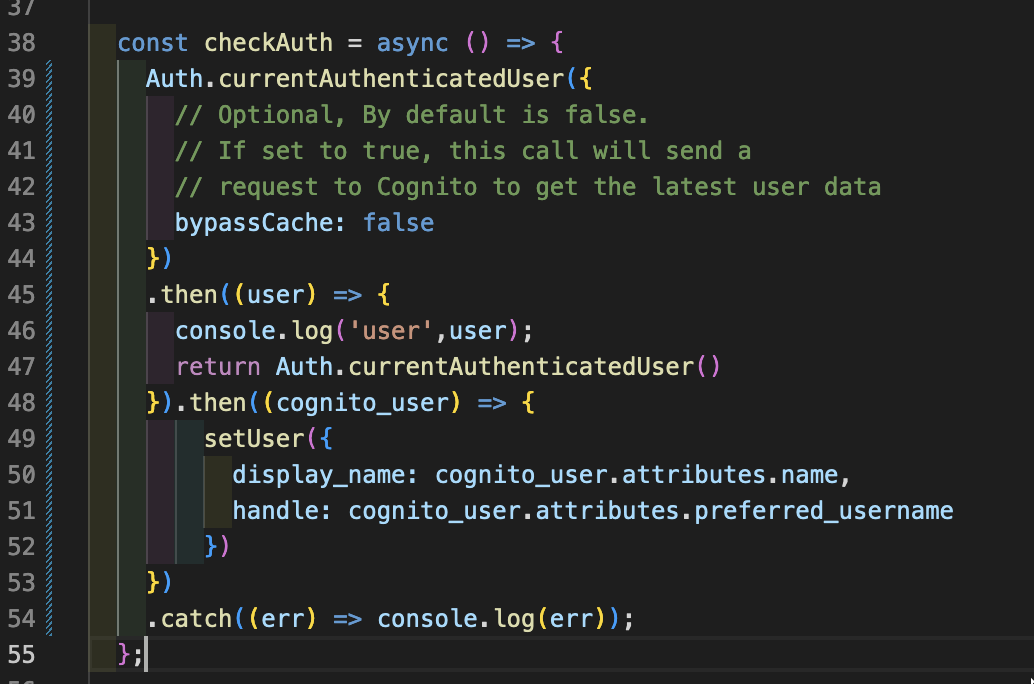 37
38 const checkAuth = async () => {
39 Auth.currentAuthenticatedUser({
40 // Optional, By default is false.
41 // If set to true, this call will send a
42 // request to Cognito to get the latest user data
43 bypassCache: false
44 })
45 .then((user) => {
46 console.log('user',user);
47 return Auth.currentAuthenticatedUser()
48 }).then((cognito_user) => {
49 setUser({
50 display_name: cognito_user.attributes.name,
51 handle: cognito_user.attributes.preferred_username
52 })
53 })
54 .catch((err) => console.log(err));
55 };